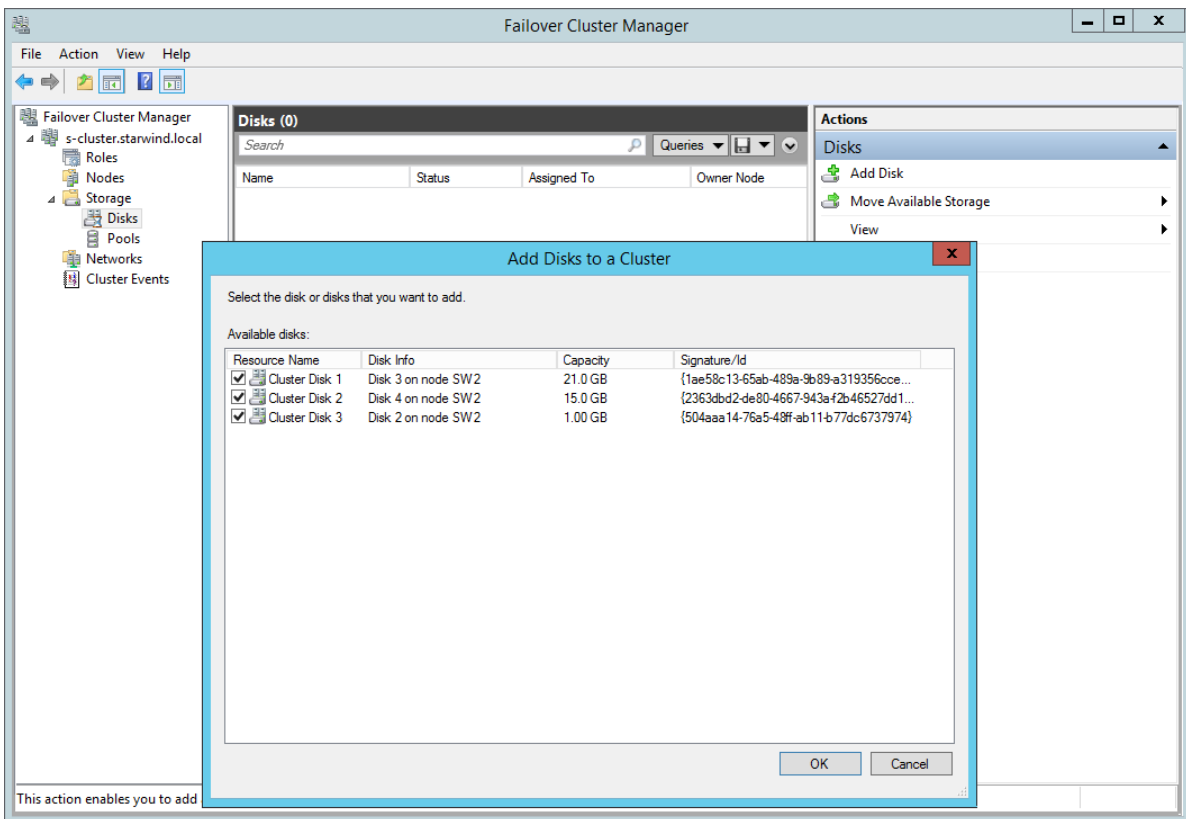 Failover Cluster Manager
File Action View Help
Failover Cluster Manager
s-cluster.starwind.local
Roles
Nodes
Storage
Disks
Pools
Networks
Cluster Events
Disks (0)
Search
Queries
Name Status Assigned To Owner Node
Actions
Disks
Add Disk
Move Available Storage
View
Add Disks to a Cluster
x
Select the disk or disks that you want to add.
Available disks:
Resource Name Disk Info Capacity Signature/Id
Cluster Disk 1 Disk 3 on node SW2 21.0 GB {1ae58c13-65ab-489a-9b89-a319356cce...
Cluster Disk 2 Disk 4 on node SW2 15.0 GB {2363dbd2-de80-4667-943a-f2b46527dd1...
Cluster Disk 3 Disk 2 on node SW2 1.00 GB {504aaa14-76a5-48ff-ab11-b77dc6737974}
OK Cancel
This action enables you to add